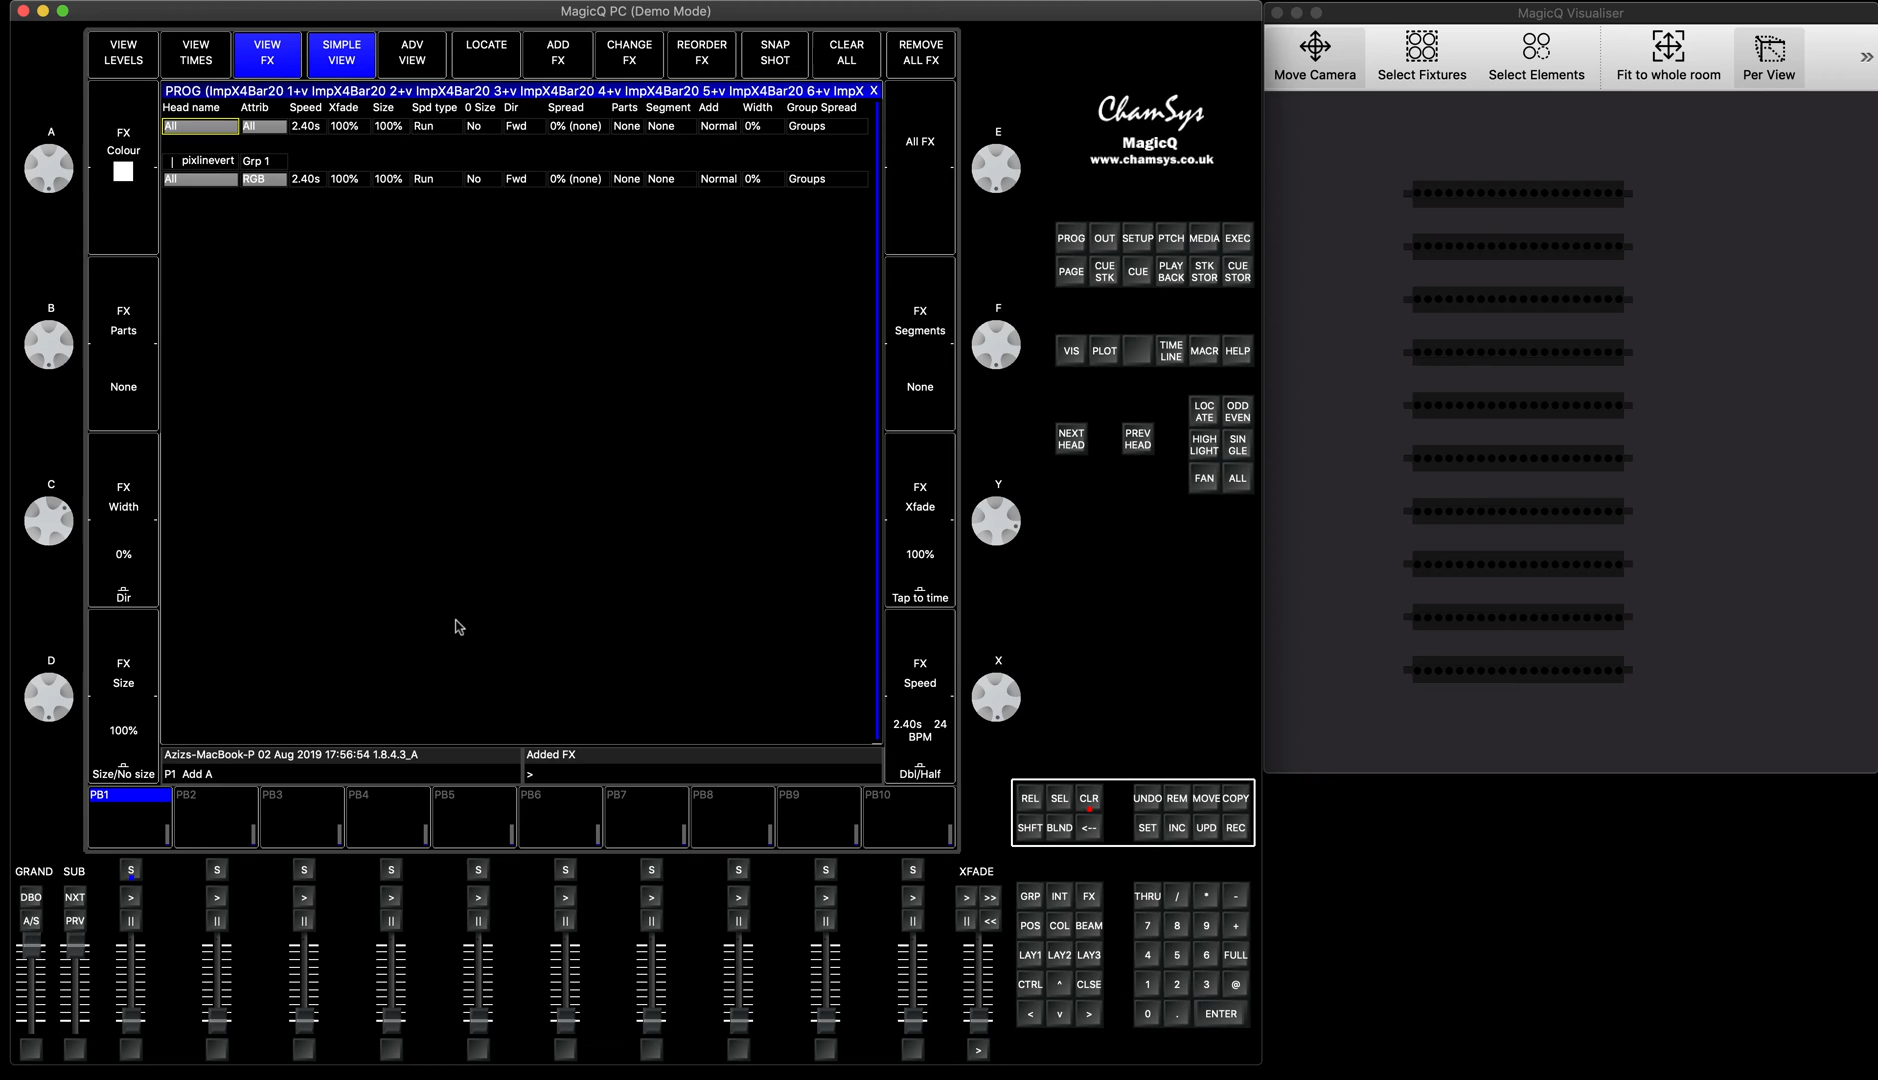 MagicQ PC (Demo Mode)
MagicQ Visualiser
VIEW LEVELS
VIEW TIMES
VIEW FX
SIMPLE VIEW
ADV VIEW
LOCATE
ADD FX
CHANGE FX
REORDER FX
SNAP SHOT
CLEAR ALL
REMOVE ALL FX
Move Camera
Select Fixtures
Select Elements
Fit to whole room
Per View
»
PROG (ImpX4Bar20 1+v ImpX4Bar20 2+v ImpX4Bar20 3+v ImpX4Bar20 4+v ImpX4Bar20 5+v ImpX4Bar20 6+v ImpX X
Head name Attrib Speed Xfade Size Spd type 0 Size Dir Spread Parts Segment Add Width Group Spread
All All 2.40s 100% 100% Run No Fwd 0% (none) None None Normal 0% Groups
| pixlinevert Grp 1
All RGB 2.40s 100% 100% Run No Fwd 0% (none) None None Normal 0% Groups
A
FX
Colour
B
FX
Parts
None
C
FX
Width
0%
Dir
D
FX
Size
100%
Size/No size
All FX
E
FX
Segments
None
F
FX
Xfade
100%
Tap to time
Y
FX
Speed
2.40s 24
BPM
Dbl/Half
X
ChamSys
MagicQ
www.chamsys.co.uk
PROG OUT SETUP PTCH MEDIA EXEC
PAGE CUE STK CUE PLAY BACK STK STOR CUE STOR
VIS PLOT TIME LINE MACR HELP
LOC ATE ODD EVEN
NEXT HEAD PREV HEAD HIGH LIGHT SIN GLE
FAN ALL
Azizs-MacBook-P 02 Aug 2019 17:56:54 1.8.4.3_A
Added FX
P1 Add A
>
PB1 PB2 PB3 PB4 PB5 PB6 PB7 PB8 PB9 PB10
REL SEL CLR UNDO REM MOVE COPY
SHFT BLND <-- SET INC UPD REC
GRAND SUB S S S S S S S S S S XFADE
DBO NXT > > > > > > > > > > > >>
A/S PRV || || || || || || || || || || || <<
GRP INT FX THRU / * -
POS COL BEAM 7 8 9 +
LAY1 LAY2 LAY3 4 5 6 FULL
CTRL ^ CLSE 1 2 3 @
< v > 0 . ENTER
>